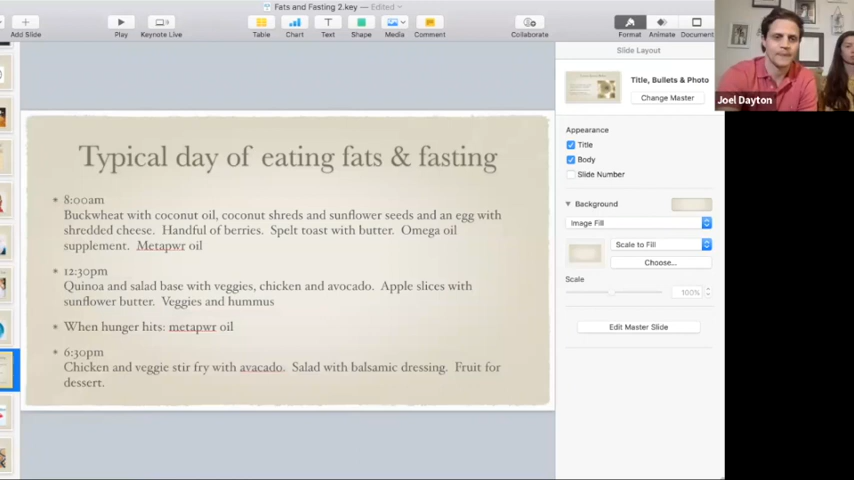 Fats and Fasting 2.key — Edited
Add Slide
Play
Keynote Live
Table
Chart
Text
Shape
Media
Comment
Collaborate
Format
Animate
Document
Slide Layout
Title, Bullets & Photo
Change Master
Joel Dayton
Appearance
Title
Body
Slide Number
Background
Image Fill
Scale to Fill
Choose...
Scale
100%
Edit Master Slide
Typical day of eating fats & fasting
8:00am
Buckwheat with coconut oil, coconut shreds and sunflower seeds and an egg with
shredded cheese. Handful of berries. Spelt toast with butter. Omega oil
supplement. Metapwr oil
12:30pm
Quinoa and salad base with veggies, chicken and avocado. Apple slices with
sunflower butter. Veggies and hummus
When hunger hits: metapwr oil
6:30pm
Chicken and veggie stir fry with avacado. Salad with balsamic dressing. Fruit for
dessert.